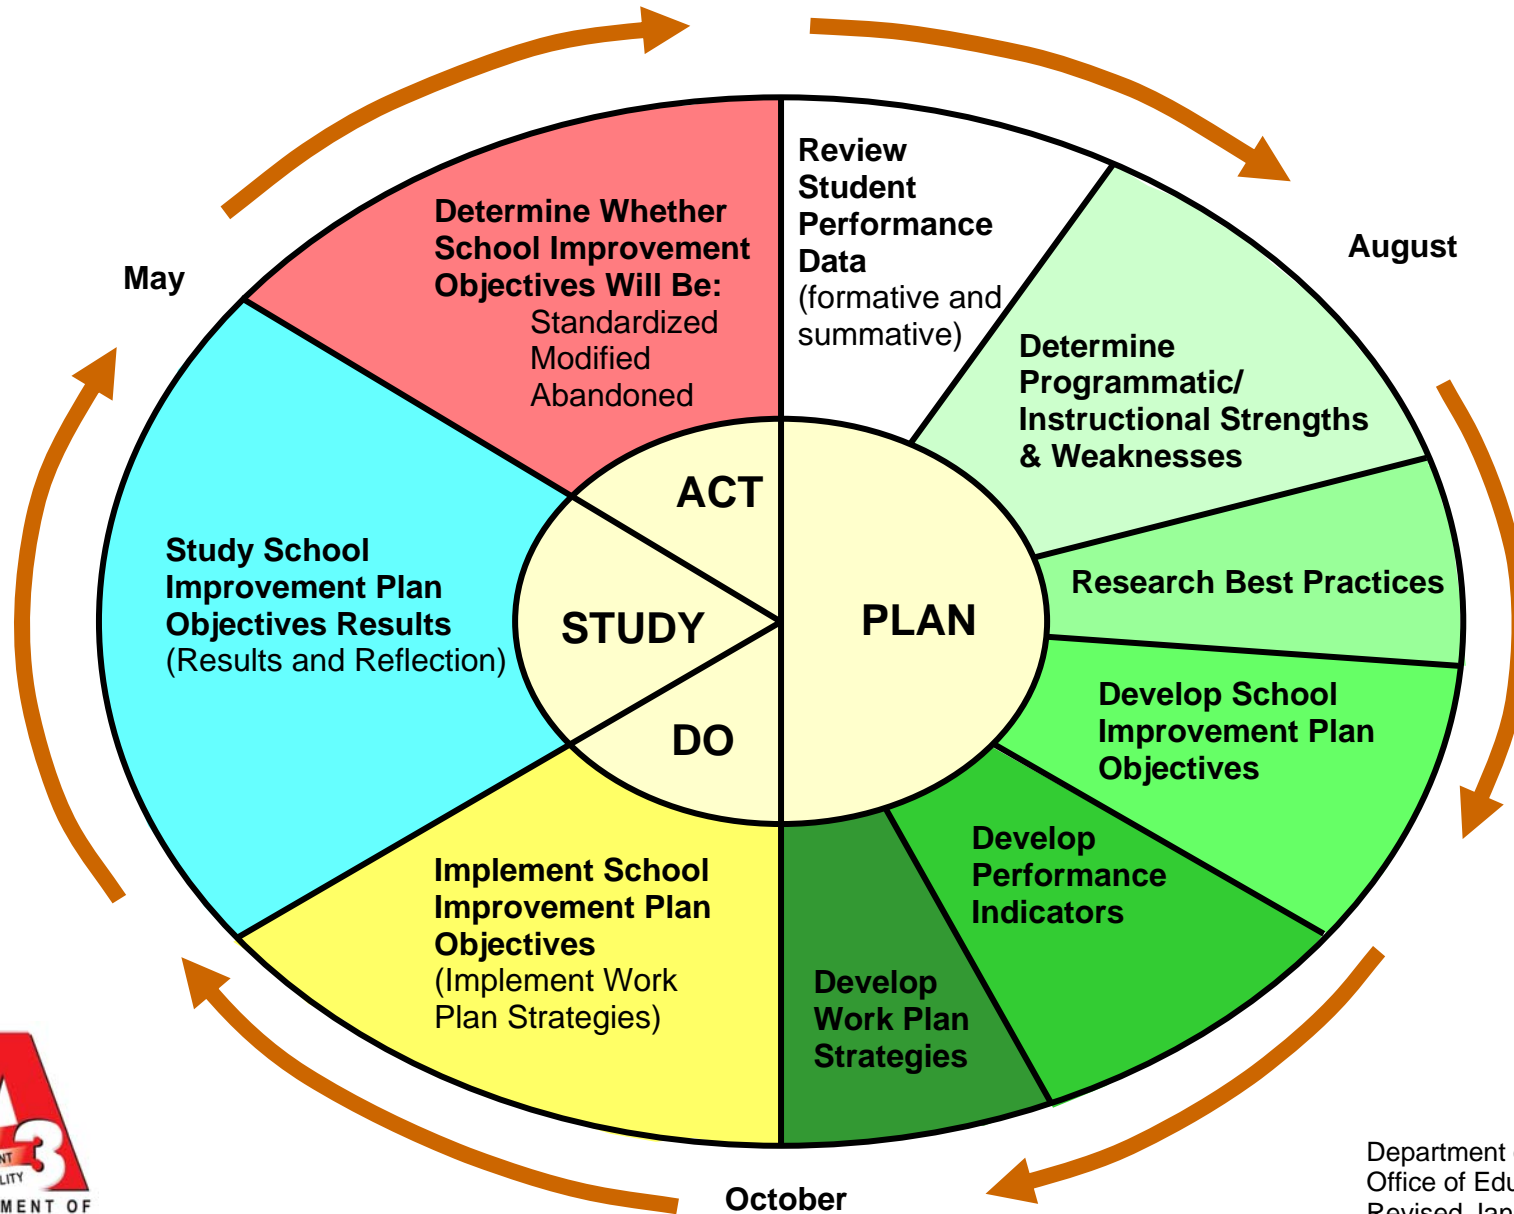 Review
Student
Performance
Data
(formative and
summative)
August
Determine
Programmatic/
Instructional Strengths
& Weaknesses
Research Best Practices
Develop School
Improvement Plan
Objectives
Develop
Performance
Indicators
Develop
Work Plan
Strategies
October
Implement School
Improvement Plan
Objectives
(Implement Work
Plan Strategies)
Study School
Improvement Plan
Objectives Results
(Results and Reflection)
May
Determine Whether
School Improvement
Objectives Will Be:
Standardized
Modified
Abandoned
ACT
PLAN
STUDY
DO
3
OF
Department
Office of
Revised